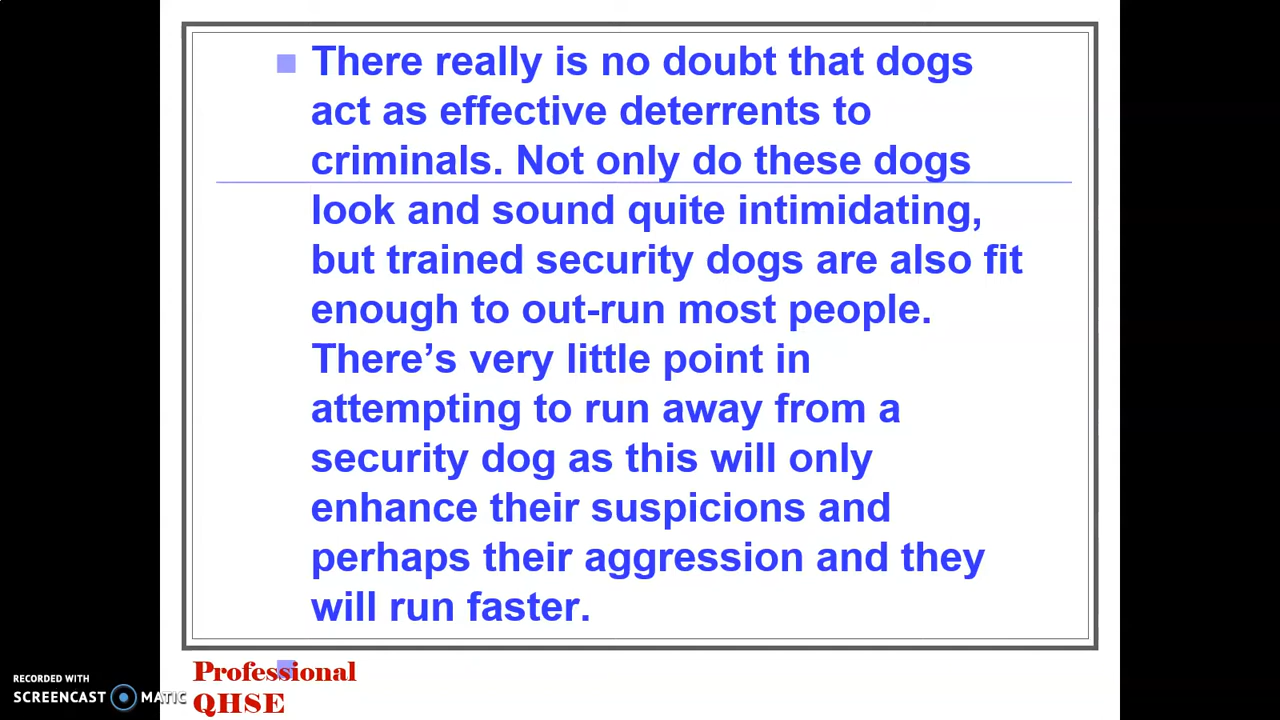 There really is no doubt that dogs
act as effective deterrents to
criminals. Not only do these dogs
look and sound quite intimidating,
but trained security dogs are also fit
enough to out-run most people.
There’s very little point in
attempting to run away from a
security dog as this will only
enhance their suspicions and
perhaps their aggression and they
will run faster.
Professional
QHSE
RECORDED WITH
SCREENCAST MATIC